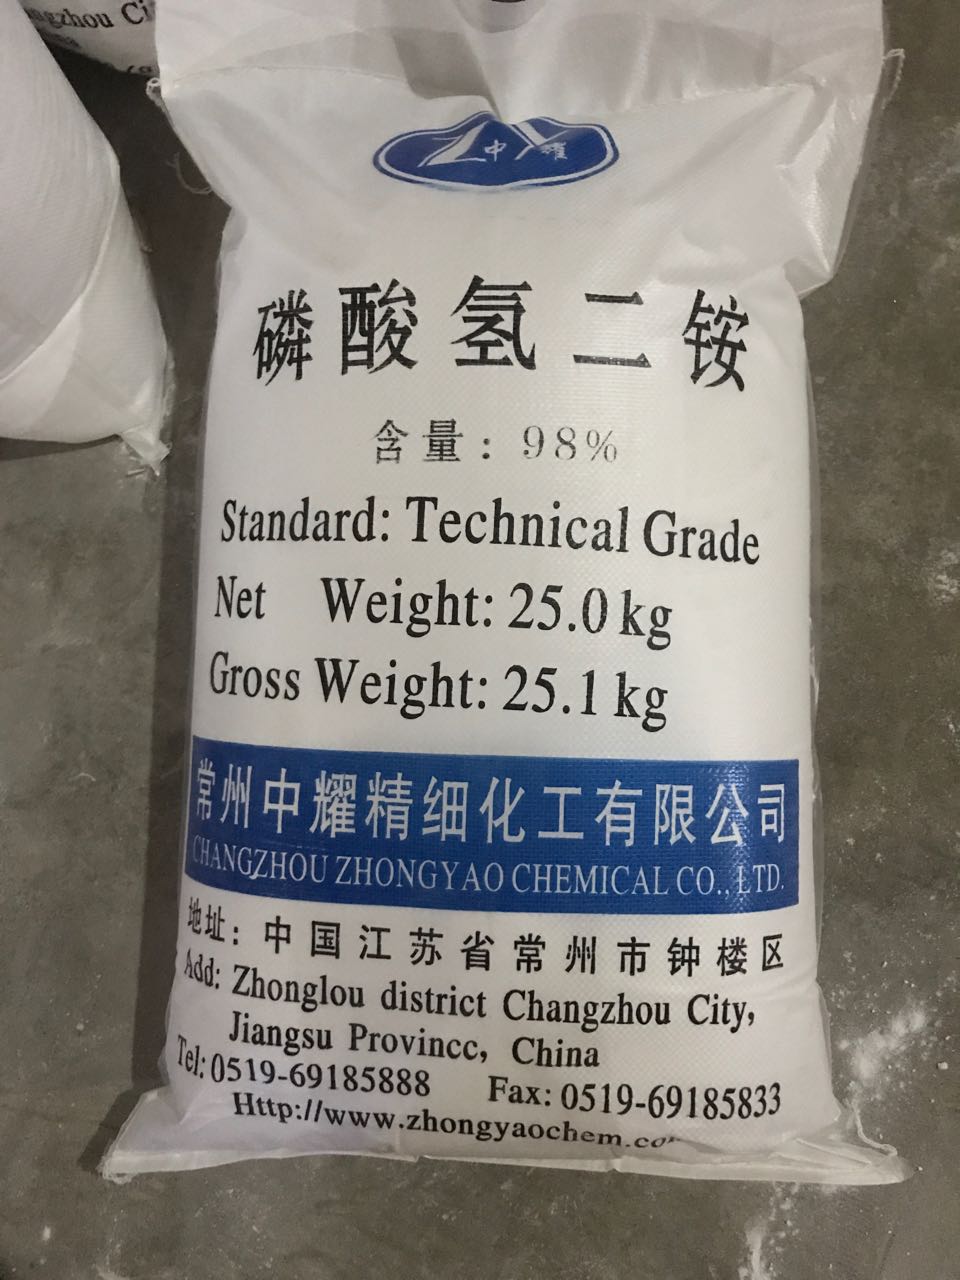 ngzhou Ci
中耀
磷酸氢二铵
含量: 98%
Standard: Technical Grade
Net Weight: 25.0 kg
Gross Weight: 25.1 kg
常州中耀精细化工有限公司
CHANGZHOU ZHONGYAO CHEMICAL CO., LTD.
地址: 中国江苏省常州市钟楼区
Add: Zhonglou district Changzhou City,
Jiangsu Provincc, China
Tel: 0519-69185888 Fax: 0519-69185833
Http://www.zhongyaochem.co